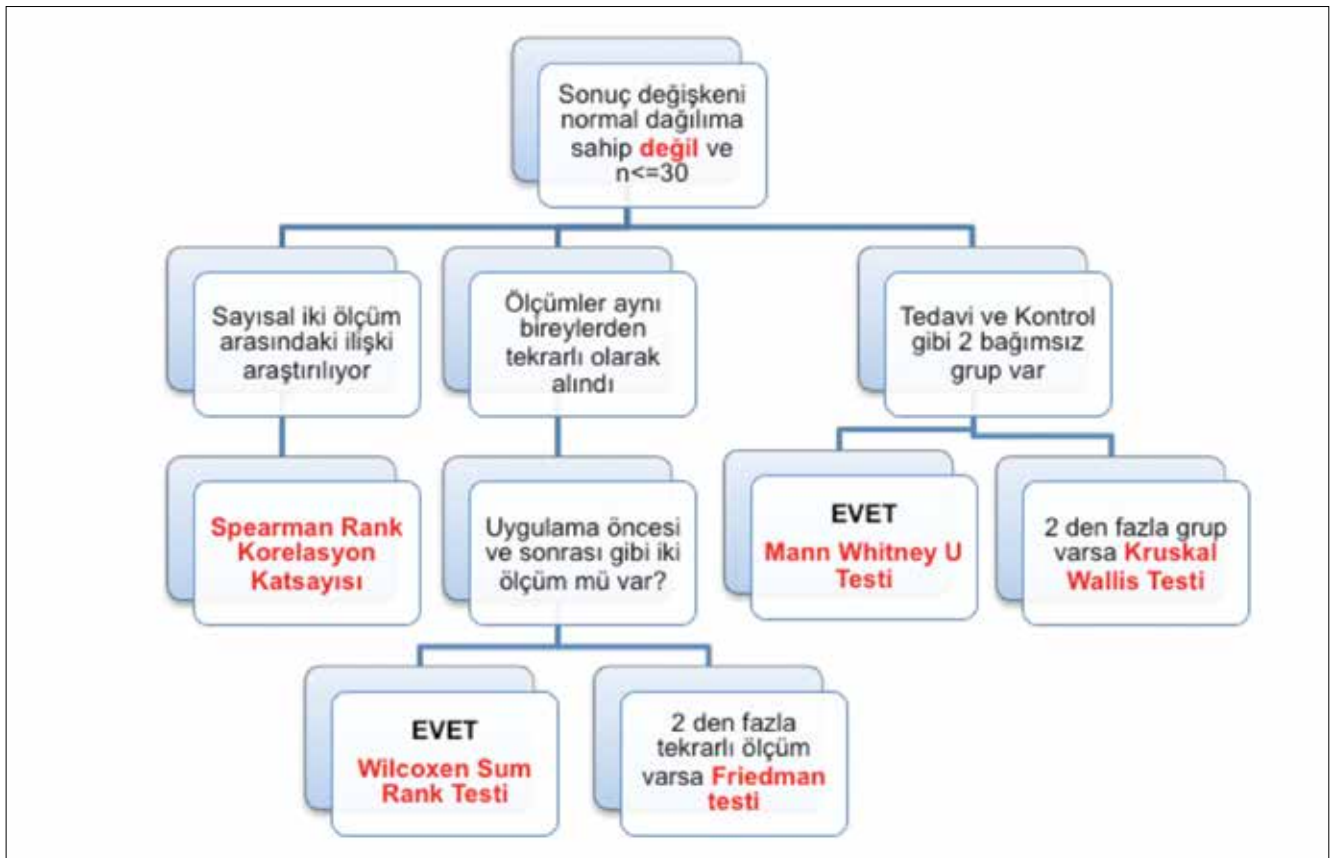 Sonuç değişkeni
normal dağılıma
sahip değil ve
n<=30
Sayısal iki ölçüm
arasındaki ilişki
araştırılıyor
Ölçümler aynı
bireylerden
tekrarlı olarak
alındı
Tedavi ve Kontrol
gibi 2 bağımsız
grup var
Spearman Rank
Korelasyon
Katsayısı
Uygulama öncesi
ve sonrası gibi iki
ölçüm mü var?
EVET
Mann Whitney U
Testi
2 den fazla grup
varsa Kruskal
Wallis Testi
EVET
Wilcoxen Sum
Rank Testi
2 den fazla
tekrarlı ölçüm
varsa Friedman
testi